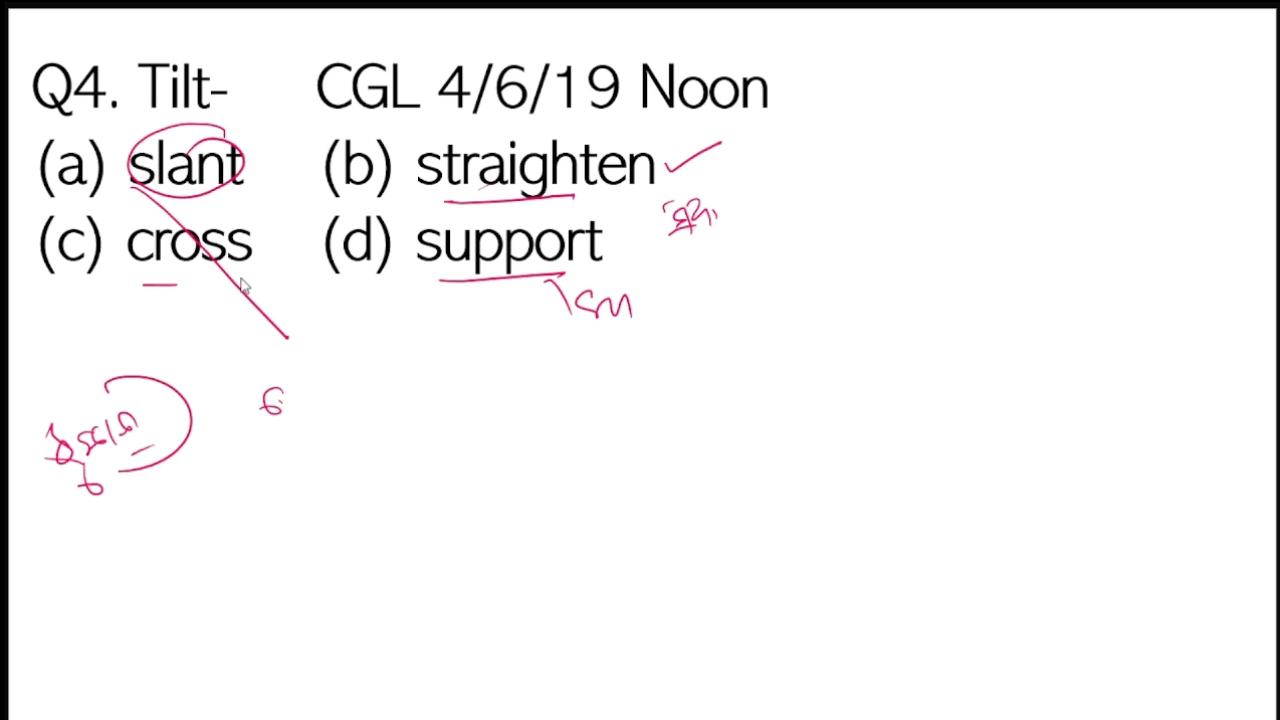 Q4. Tilt- CGL 4/6/19 Noon
(a) slant (b) straighten
(c) cross (d) support